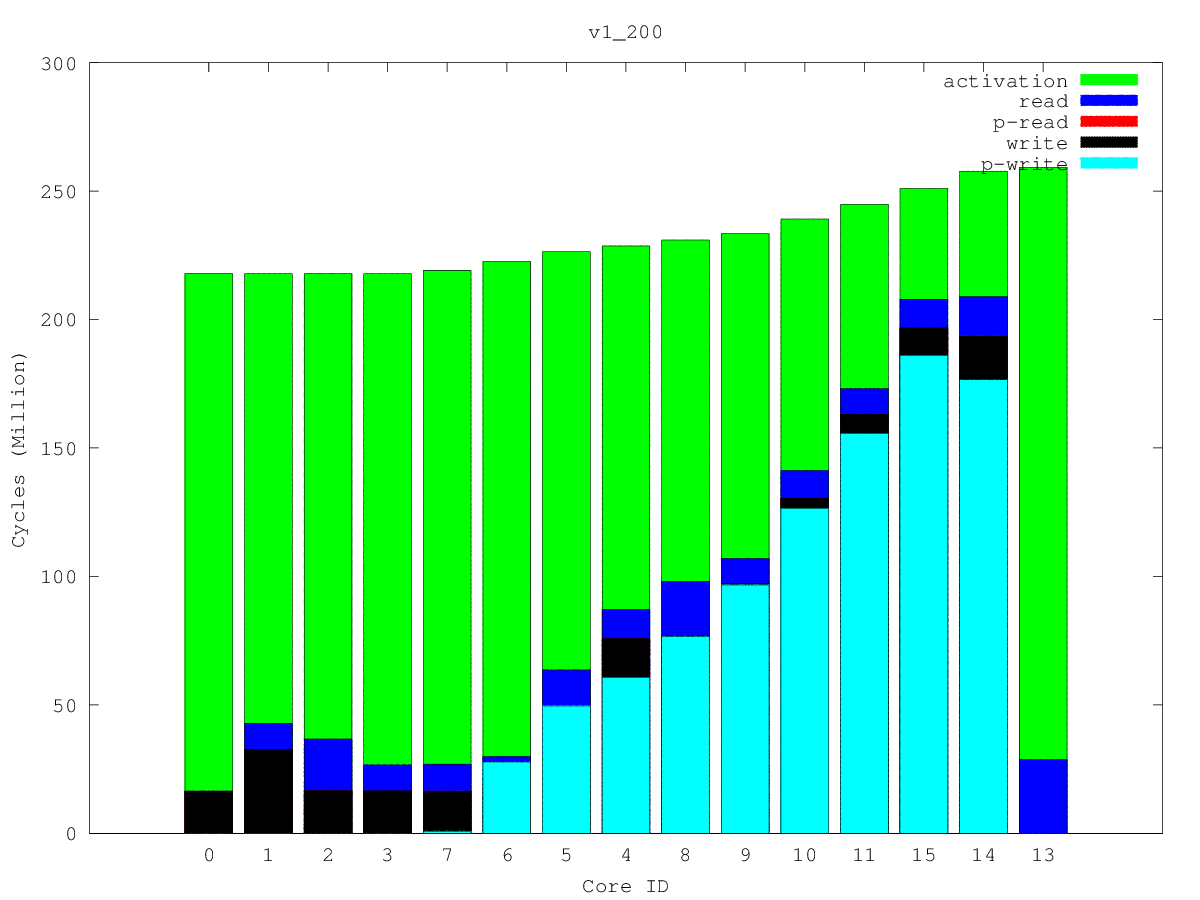 v1_200
300
250
200
150
100
50
0
Cycles (Million)
activation
read
p-read
write
p-write
0 1 2 3 7 6 5 4 8 9 10 11 15 14 13
Core ID